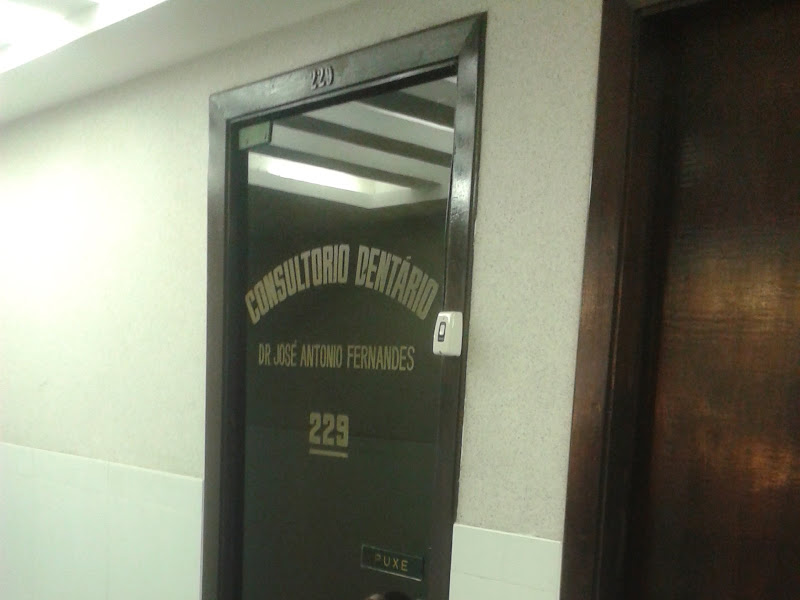 229
CONSULTORIO DENTÁRIO
DR JOSÉ ANTONIO FERNANDES
229
PUXE